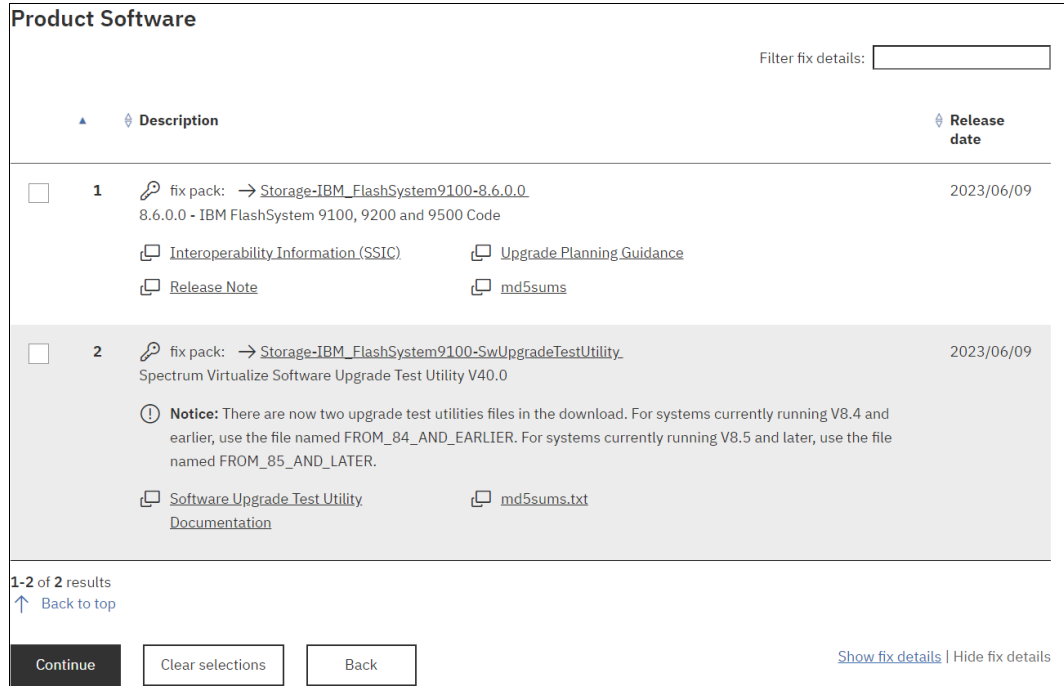 Product Software
Filter fix details:
Description
Release
date
1
fix pack: → Storage-IBM_FlashSystem9100-8.6.0.0
2023/06/09
8.6.0.0 - IBM FlashSystem 9100, 9200 and 9500 Code
Interoperability Information (SSIC)
Upgrade Planning Guidance
Release Note
md5sums
2
fix pack: → Storage-IBM_FlashSystem9100-SwUpgradeTestUtility
2023/06/09
Spectrum Virtualize Software Upgrade Test Utility V40.0
Notice: There are now two upgrade test utilities files in the download. For systems currently running V8.4 and
earlier, use the file named FROM_84_AND_EARLIER. For systems currently running V8.5 and later, use the file
named FROM_85_AND_LATER.
Software Upgrade Test Utility
Documentation
md5sums.txt
1-2 of 2 results
Back to top
Continue
Clear selections
Back
Show fix details | Hide fix details